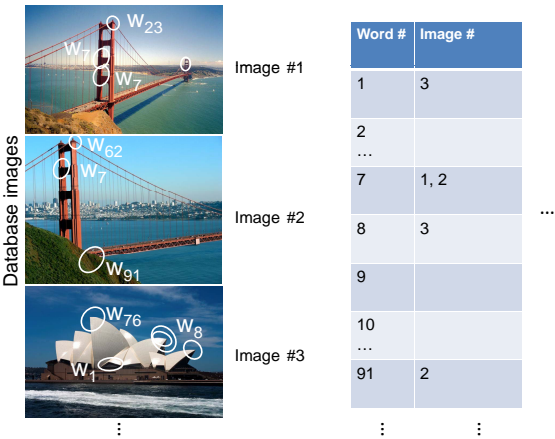 Database images
w23
w7
w7
Image #1
w62
w7
w91
Image #2
w76
w8
w1
Image #3
⋮
Word # Image #
1 3
2
…
7 1, 2
8 3
9
10
…
91 2
⋮ ⋮
...